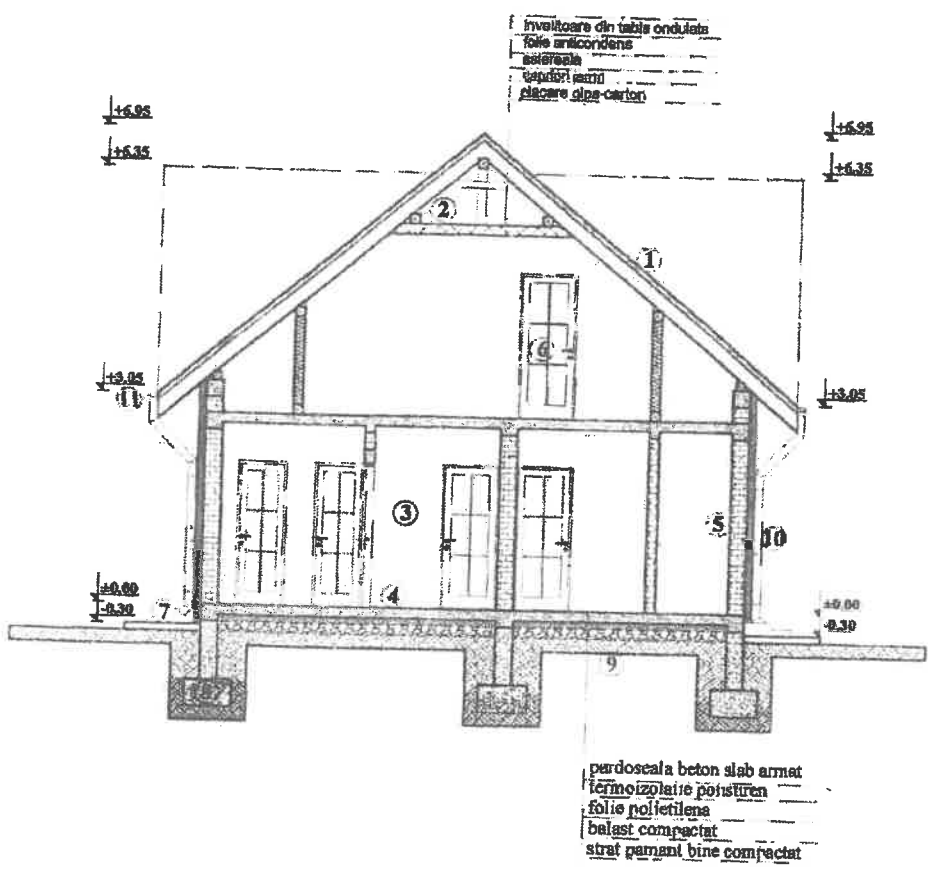 invelitoare din tabla ondulata
folie anticondens
astereala
capriori lemn
placare gips-carton
+6.95
+6.35
+6.95
+6.35
2
1
6
+3.05
11
+3.05
3
5
10
4
7
±0.00
-0.30
±0.00
-0.30
9
pardoseala beton slab armat
termoizolatie polistiren
folie polietilena
balast compactat
strat pamant bine compactat